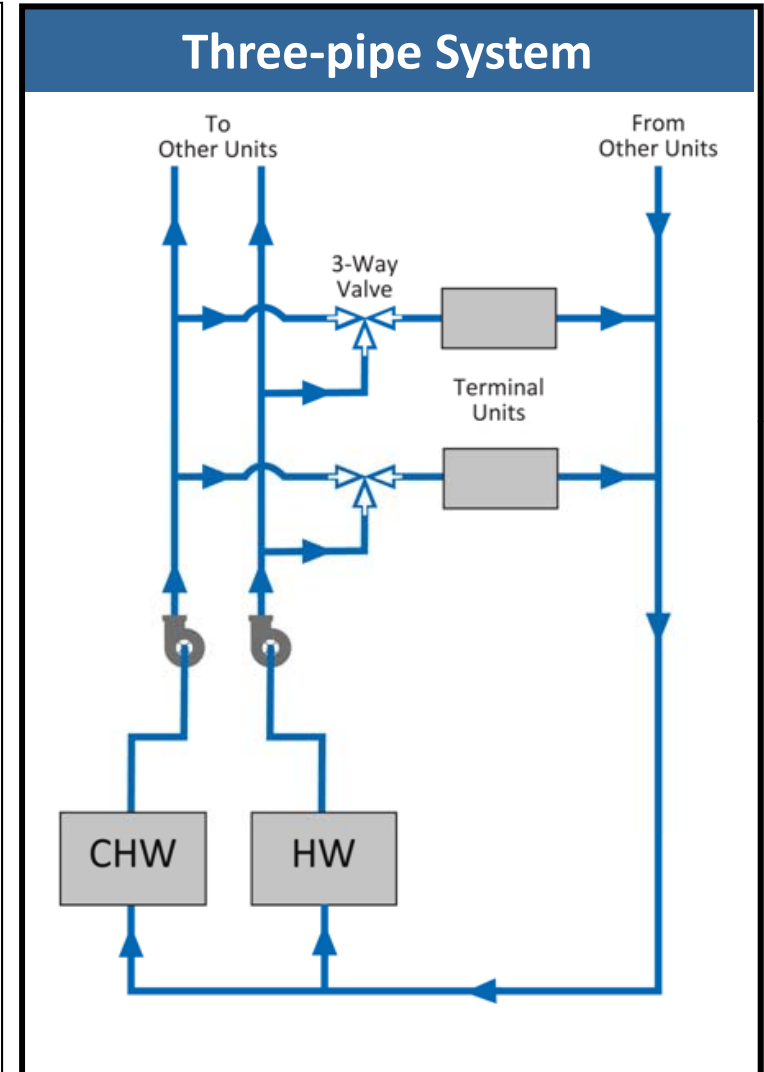 Three-pipe System
To
Other Units
From
Other Units
3-Way
Valve
Terminal
Units
CHW
HW